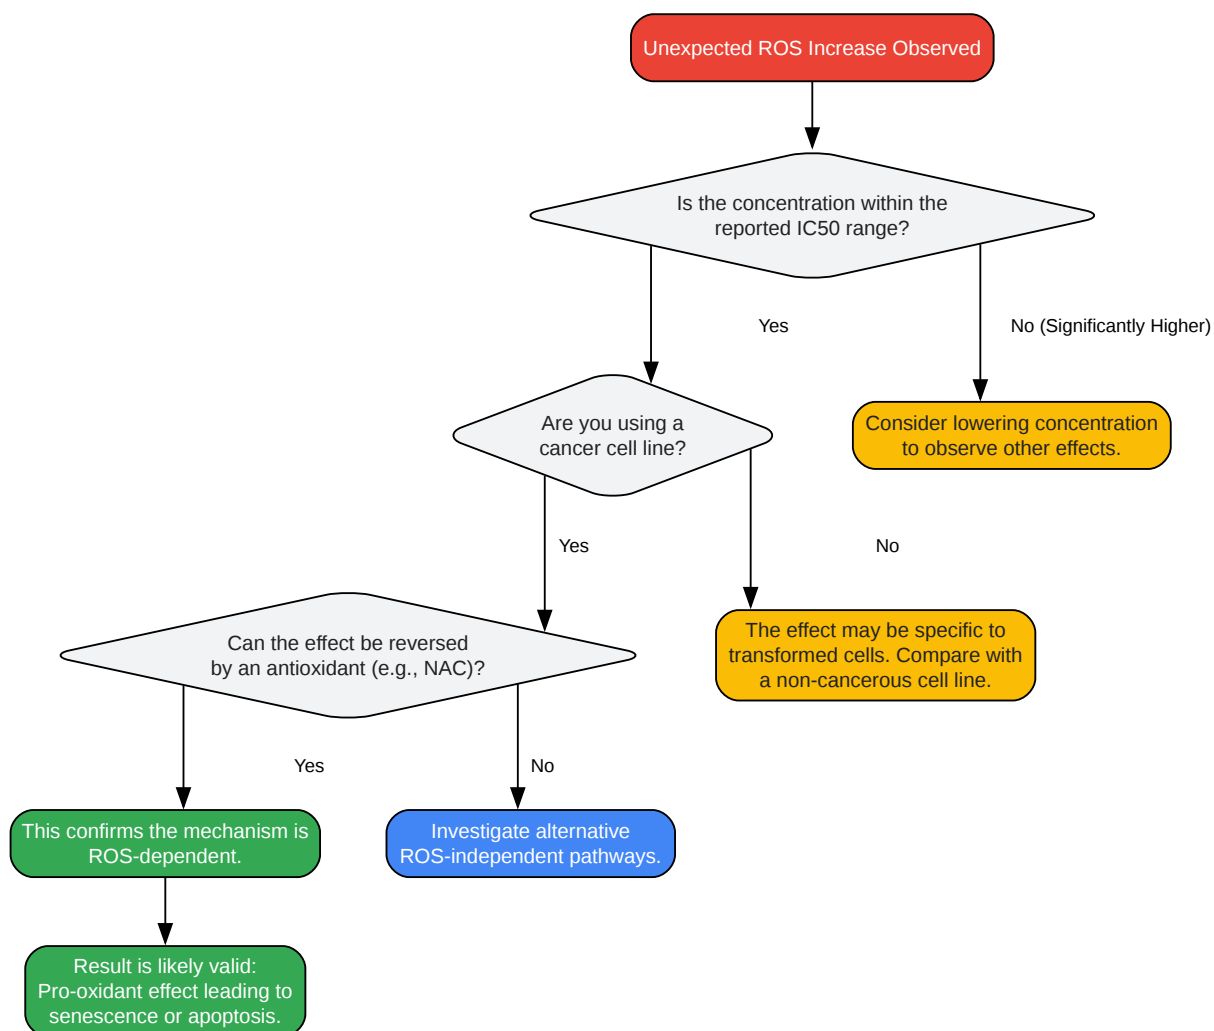 Unexpected ROS Increase Observed
Is the concentration within the
reported IC50 range?
Yes
No (Significantly Higher)
Are you using a
cancer cell line?
Consider lowering concentration
to observe other effects.
Yes
No
Can the effect be reversed
by an antioxidant (e.g., NAC)?
The effect may be specific to
transformed cells. Compare with
a non-cancerous cell line.
Yes
No
This confirms the mechanism is
ROS-dependent.
Investigate alternative
ROS-independent pathways.
Result is likely valid:
Pro-oxidant effect leading to
senescence or apoptosis.